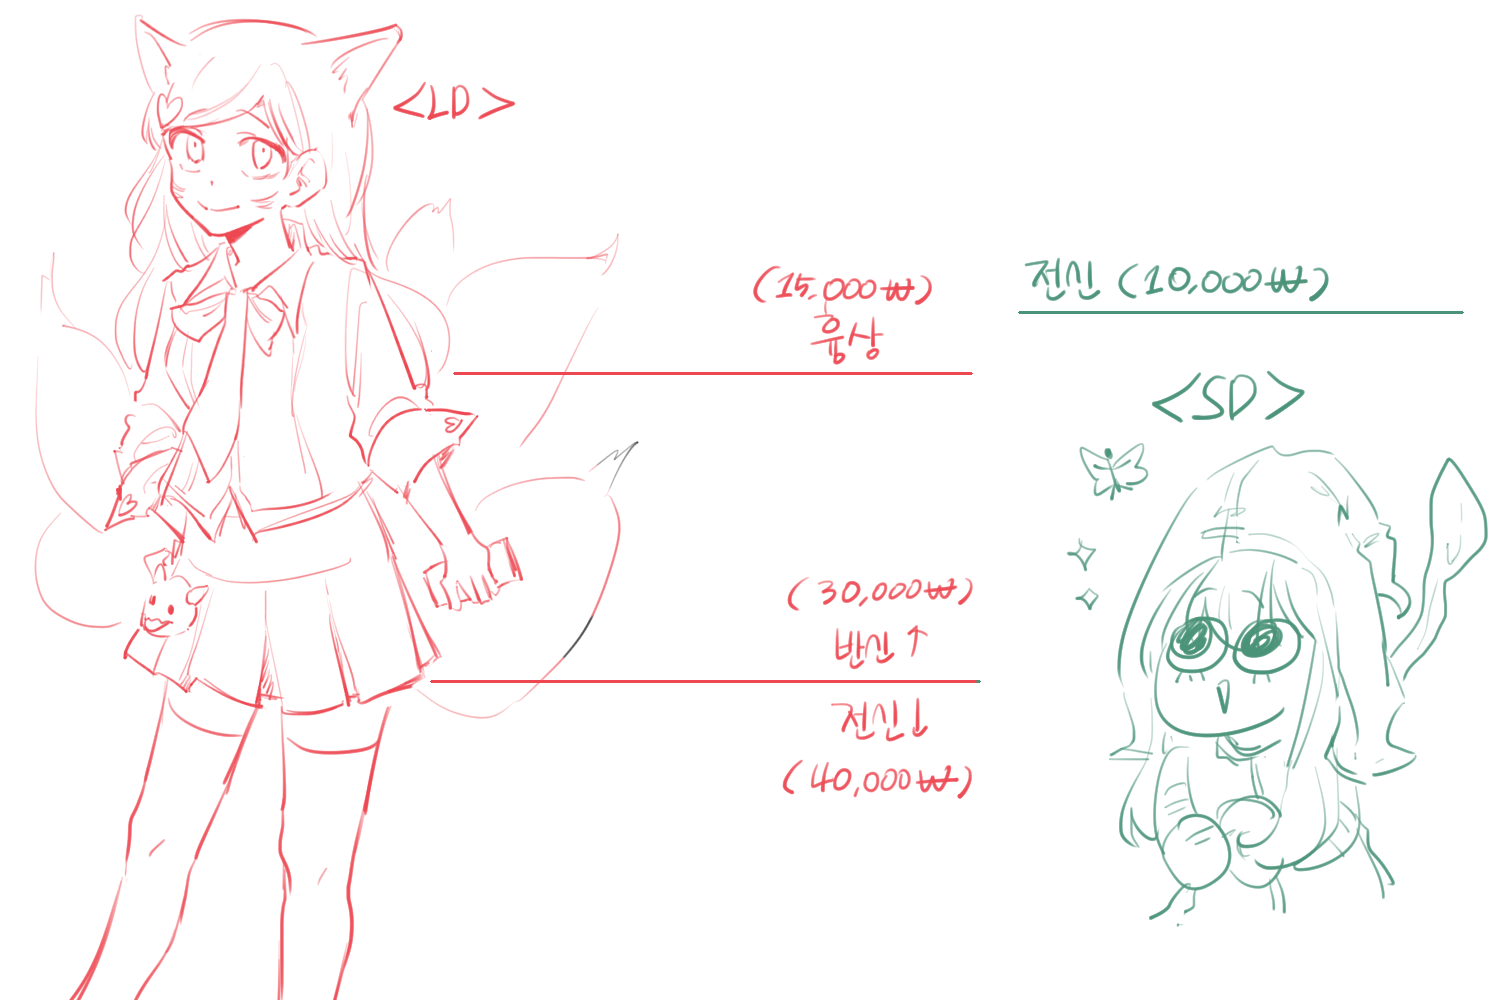 <LD>
(15,000₩)
흉상
(30,000₩)
반신↑
전신↓
(40,000₩)
전신 (10,000₩)
<SD>